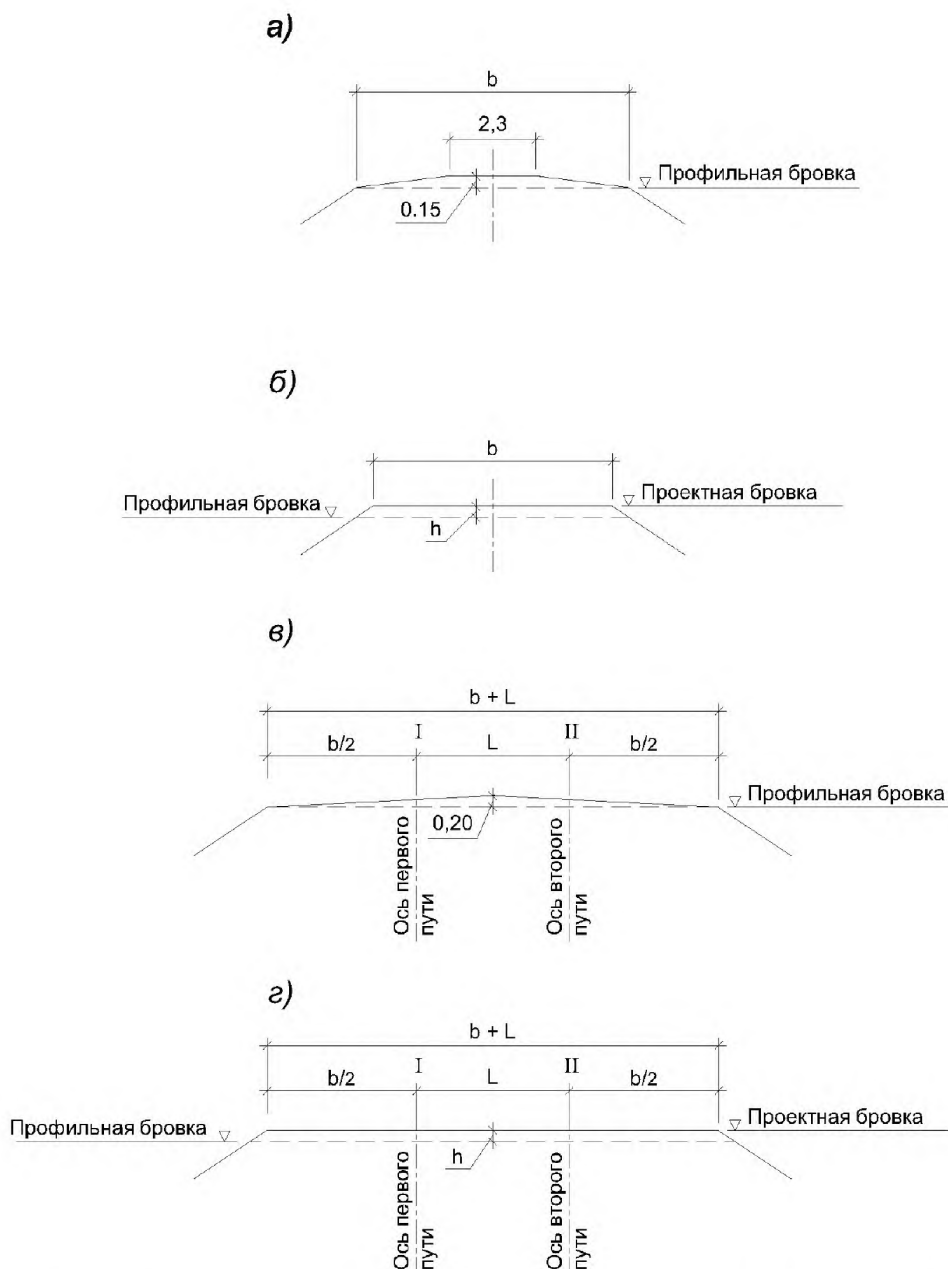 а)
b
2,3
Профильная бровка
0.15
б)
b
Профильная бровка
Проектная бровка
h
в)
b + L
I
II
b/2
L
b/2
Профильная бровка
0,20
Ось первого
пути
Ось второго
пути
г)
b + L
I
II
b/2
L
b/2
Профильная бровка
Проектная бровка
h
Ось первого
пути
Ось второго
пути